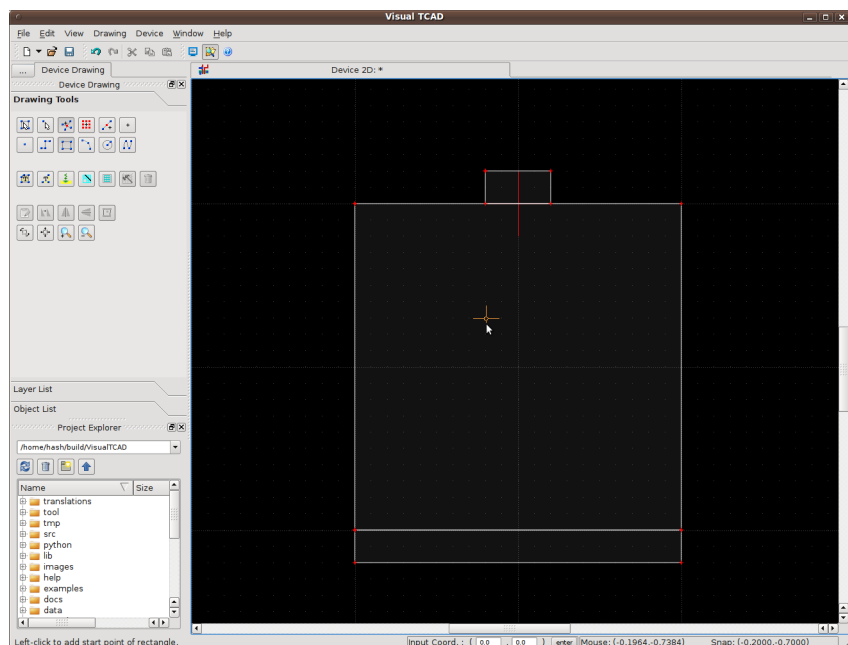 Visual TCAD
File Edit View Drawing Device Window Help
... Device Drawing
Device 2D: *
Device Drawing
Drawing Tools
Layer List
Object List
Project Explorer
/home/hash/build/VisualTCAD
Name Size
translations
tool
tmp
src
python
lib
images
help
examples
docs
data
Left-click to add start point of rectangle.
Input Coord. : ( 0.0 , 0.0 ) enter Mouse: (-0.1964,-0.7384) Snap: (-0.2000,-0.7000)